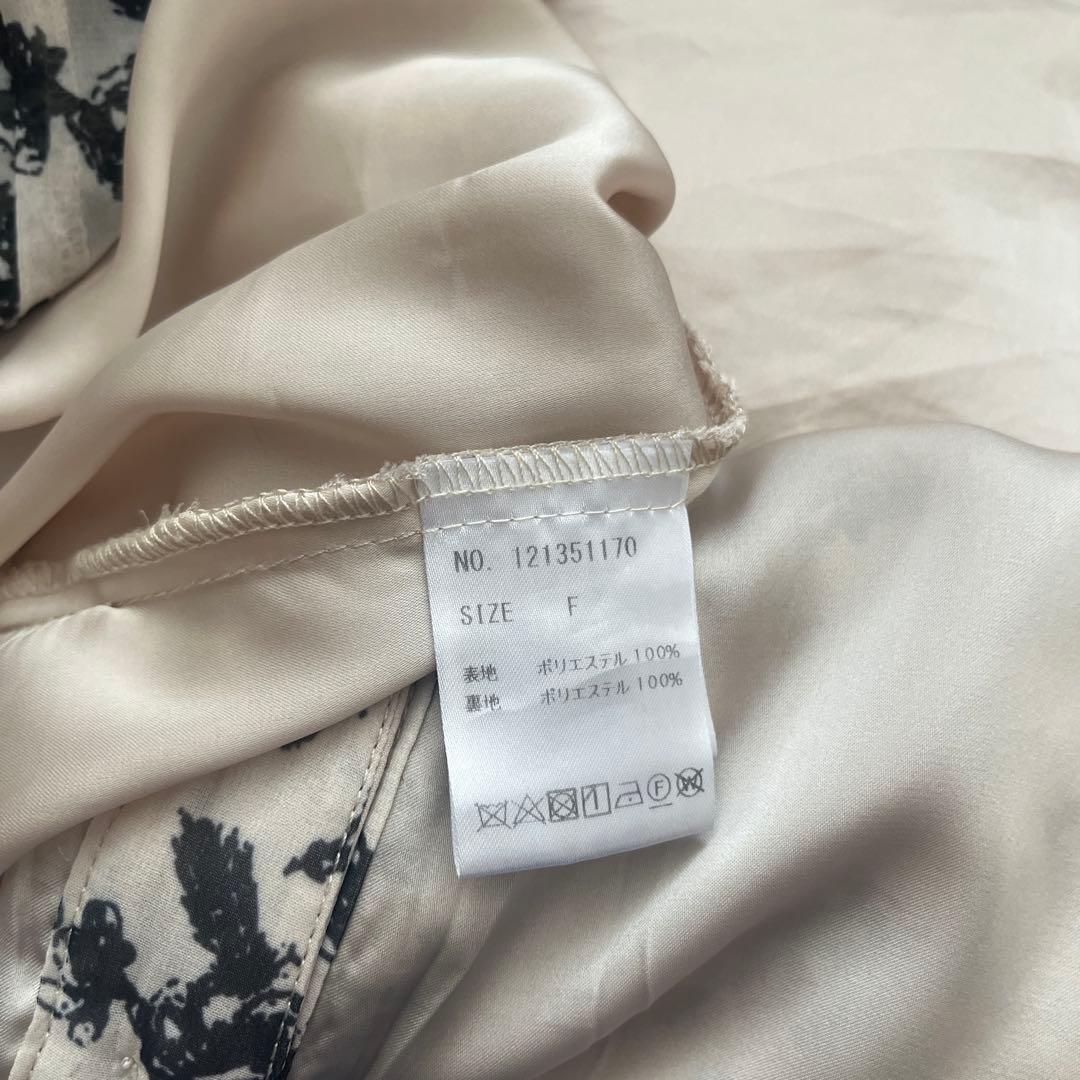 NO. 121351170
SIZE F
表地 ポリエステル 100%
裏地 ポリエステル 100%
F W